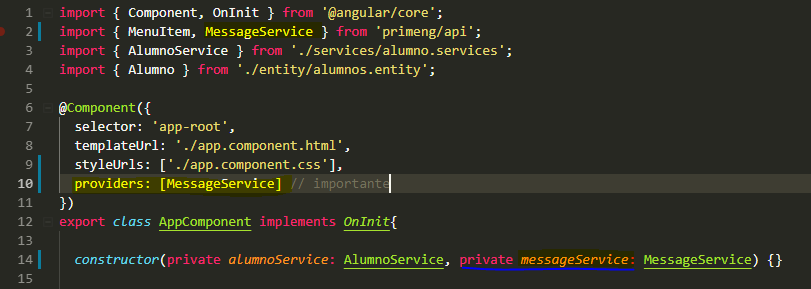 1 import { Component, OnInit } from '@angular/core';
2 import { MenuItem, MessageService } from 'primeng/api';
3 import { AlumnoService } from './services/alumno.services';
4 import { Alumno } from './entity/alumnos.entity';
5
6 @Component({
7 selector: 'app-root',
8 templateUrl: './app.component.html',
9 styleUrls: ['./app.component.css'],
10 providers: [MessageService] // importante
11 })
12 export class AppComponent implements OnInit{
13
14 constructor(private alumnoService: AlumnoService, private messageService: MessageService) {}
15